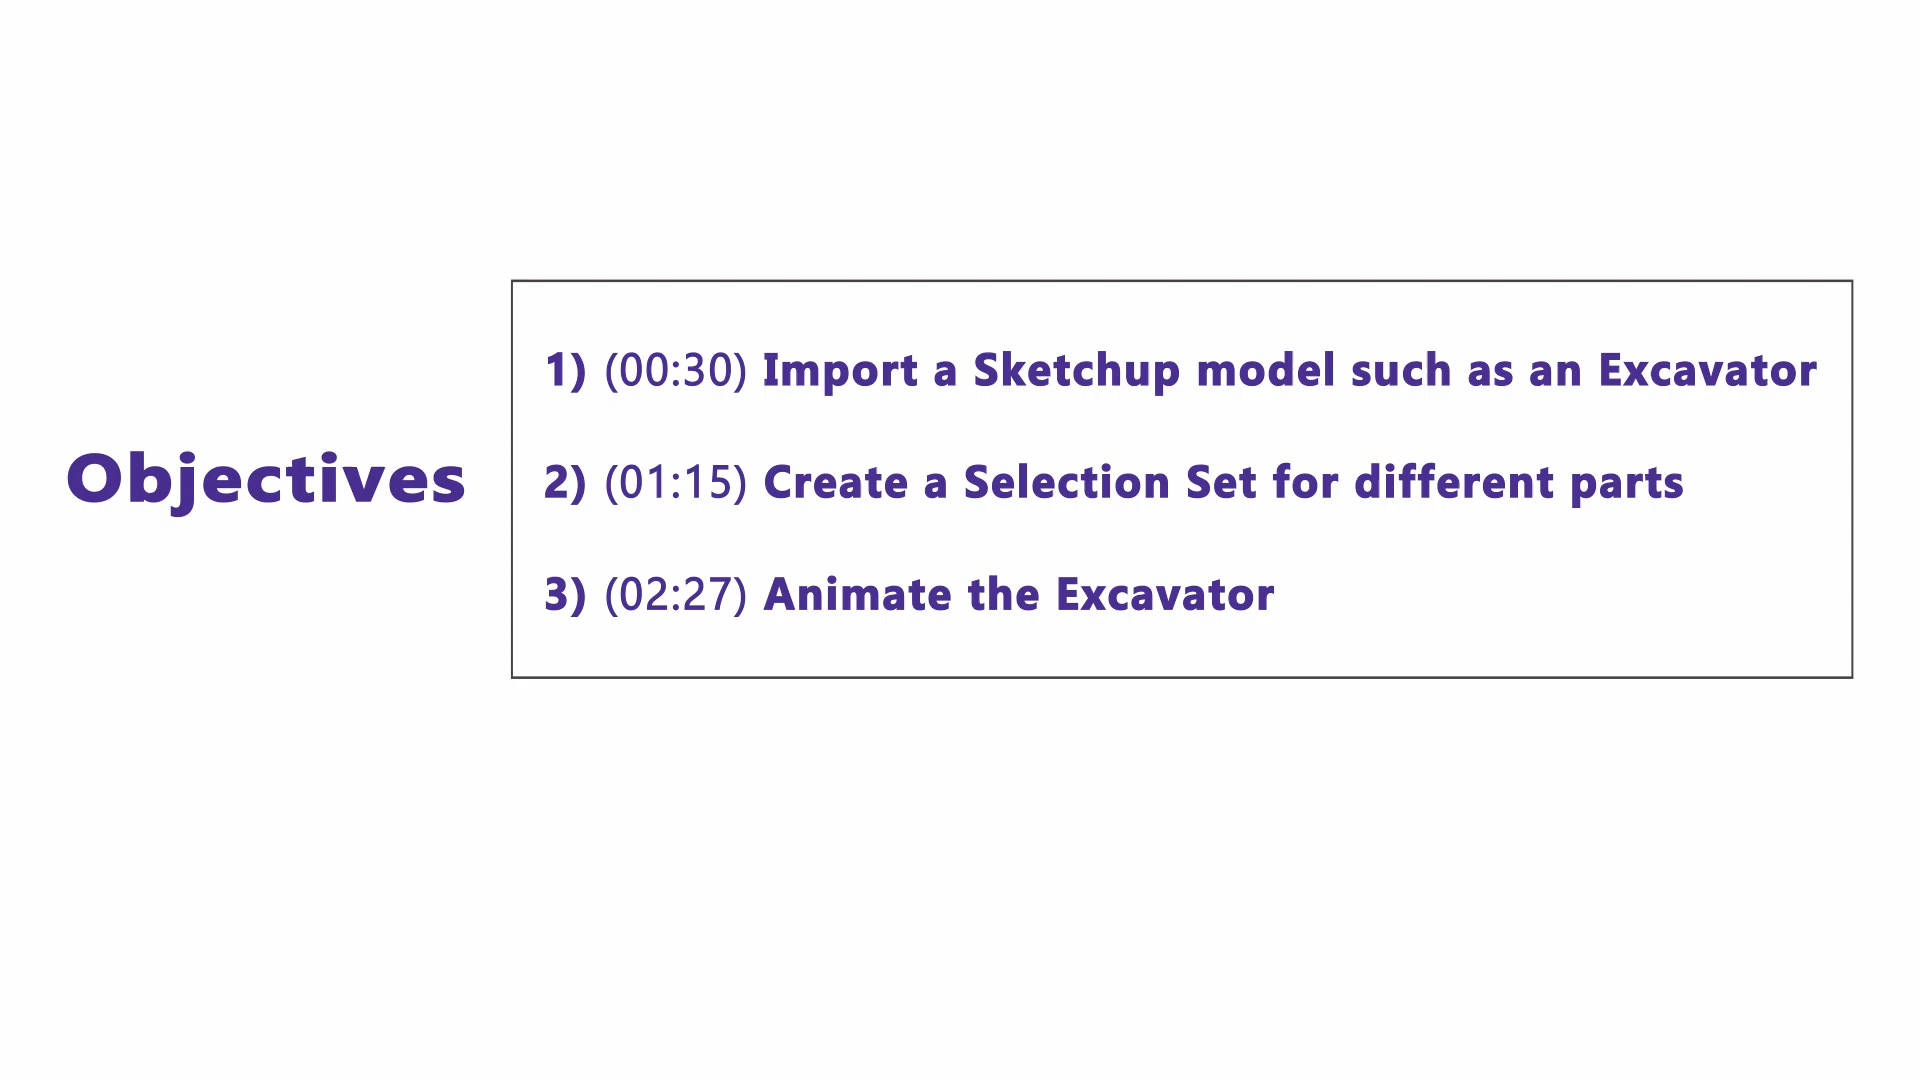 Objectives
1) (00:30) Import a Sketchup model such as an Excavator
2) (01:15) Create a Selection Set for different parts
3) (02:27) Animate the Excavator